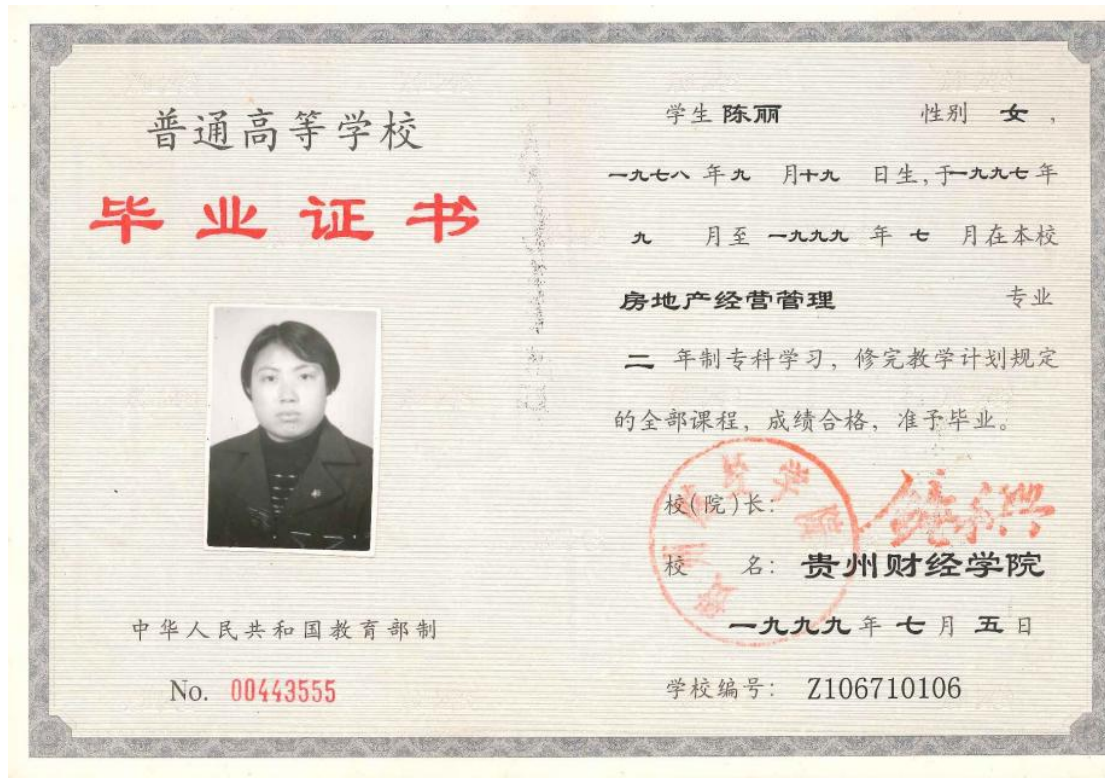 普通高等学校
毕业证书
中华人民共和国教育部制
No. 00443555
学生 陈丽 性别 女，
一九七八 年 九 月 十九 日生，于 一九九七 年
九 月至 一九九九 年 七 月在本校
房地产经营管理 专业
二 年制专科学习，修完教学计划规定
的全部课程，成绩合格，准予毕业。
校(院)长：
校 名：贵州财经学院
一九九九 年 七 月 五 日
学校编号： Z106710106
贵州财经学院